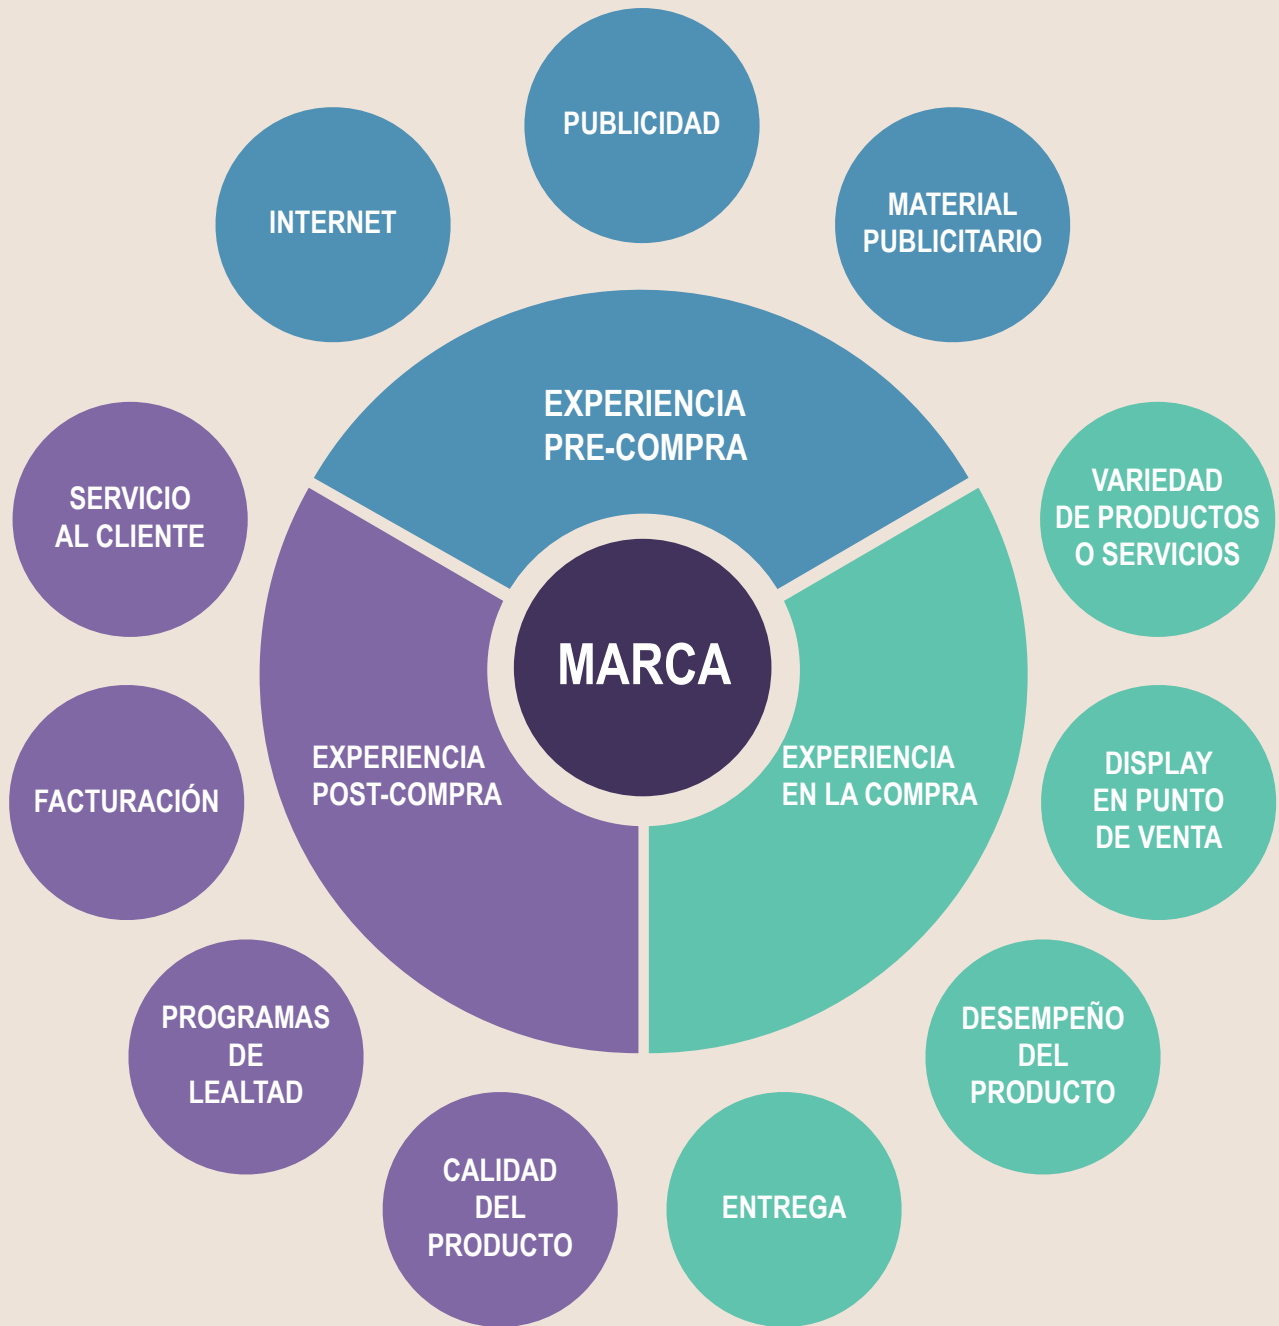 PUBLICIDAD
INTERNET
MATERIAL
PUBLICITARIO
EXPERIENCIA
PRE-COMPRA
SERVICIO
AL CLIENTE
VARIEDAD
DE PRODUCTOS
O SERVICIOS
MARCA
EXPERIENCIA
POST-COMPRA
EXPERIENCIA
EN LA COMPRA
FACTURACIÓN
DISPLAY
EN PUNTO
DE VENTA
PROGRAMAS
DE
LEALTAD
DESEMPEÑO
DEL
PRODUCTO
CALIDAD
DEL
PRODUCTO
ENTREGA